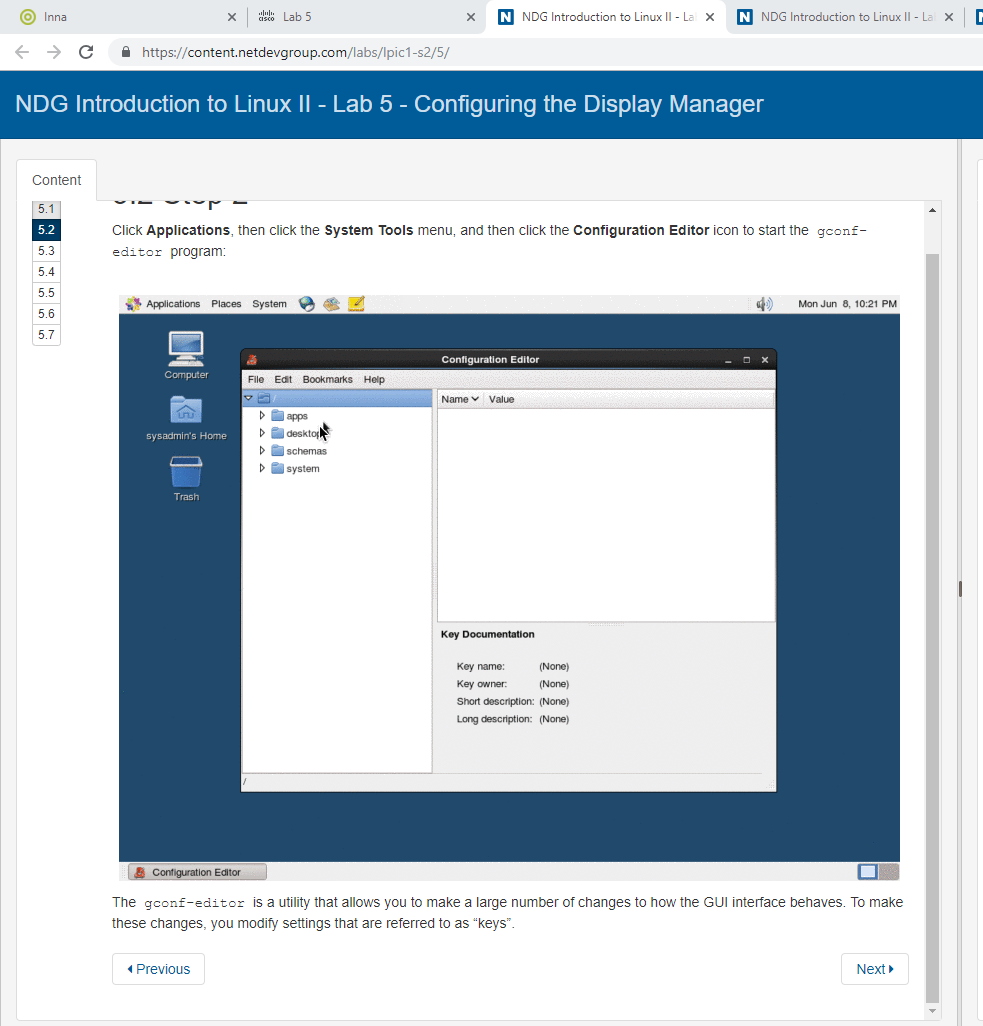 Inna
cisco
Lab 5
NDG Introduction to Linux II - La
NDG Introduction to Linux II - La
https://content.netdevgroup.com/labs/lpic1-s2/5/
NDG Introduction to Linux II - Lab 5 - Configuring the Display Manager
Content
5.1
5.2
5.3
5.4
5.5
5.6
5.7
5.2 Step 2
Click Applications, then click the System Tools menu, and then click the Configuration Editor icon to start the gconf-
editor program:
Applications Places System
Mon Jun 8, 10:21 PM
Computer
sysadmin's Home
Trash
Configuration Editor
File Edit Bookmarks Help
/
apps
desktop
schemas
system
Name Value
Key Documentation
Key name: (None)
Key owner: (None)
Short description: (None)
Long description: (None)
/
Configuration Editor
The gconf-editor is a utility that allows you to make a large number of changes to how the GUI interface behaves. To make
these changes, you modify settings that are referred to as “keys”.
Previous
Next